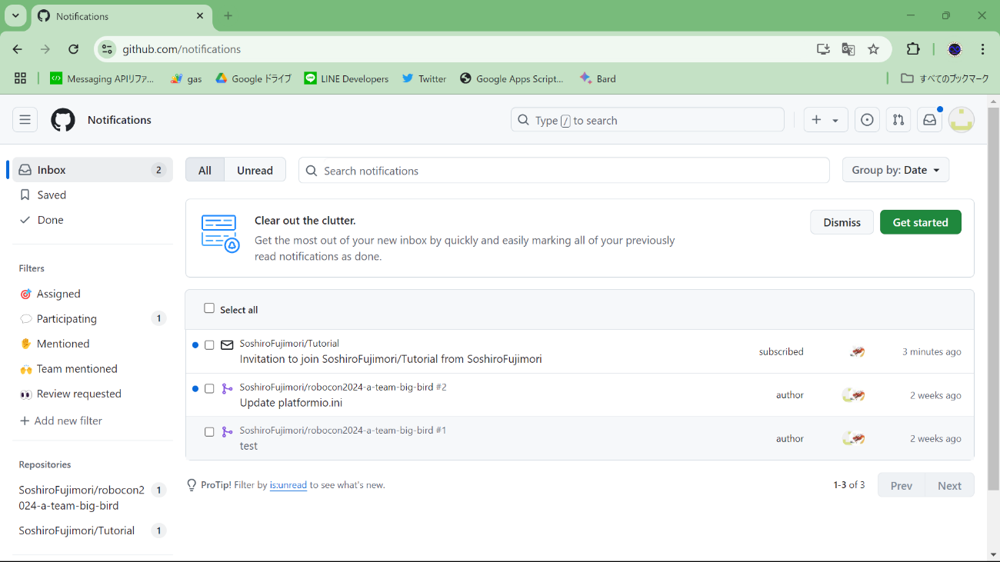 Notifications
github.com/notifications
Messaging APIリファ...
gas
Google ドライブ
LINE Developers
Twitter
Google Apps Script...
Bard
すべてのブックマーク
Notifications
Type / to search
Inbox 2
Saved
Done
Filters
Assigned
Participating 1
Mentioned
Team mentioned
Review requested
Add new filter
Repositories
SoshiroFujimori/robocon2 1
024-a-team-big-bird
SoshiroFujimori/Tutorial 1
All Unread
Search notifications
Group by: Date
Clear out the clutter.
Get the most out of your new inbox by quickly and easily marking all of your previously
read notifications as done.
Dismiss
Get started
Select all
SoshiroFujimori/Tutorial
Invitation to join SoshiroFujimori/Tutorial from SoshiroFujimori
subscribed
3 minutes ago
SoshiroFujimori/robocon2024-a-team-big-bird #2
Update platformio.ini
author
2 weeks ago
SoshiroFujimori/robocon2024-a-team-big-bird #1
test
author
2 weeks ago
ProTip! Filter by is:unread to see what's new.
1-3 of 3
Prev Next